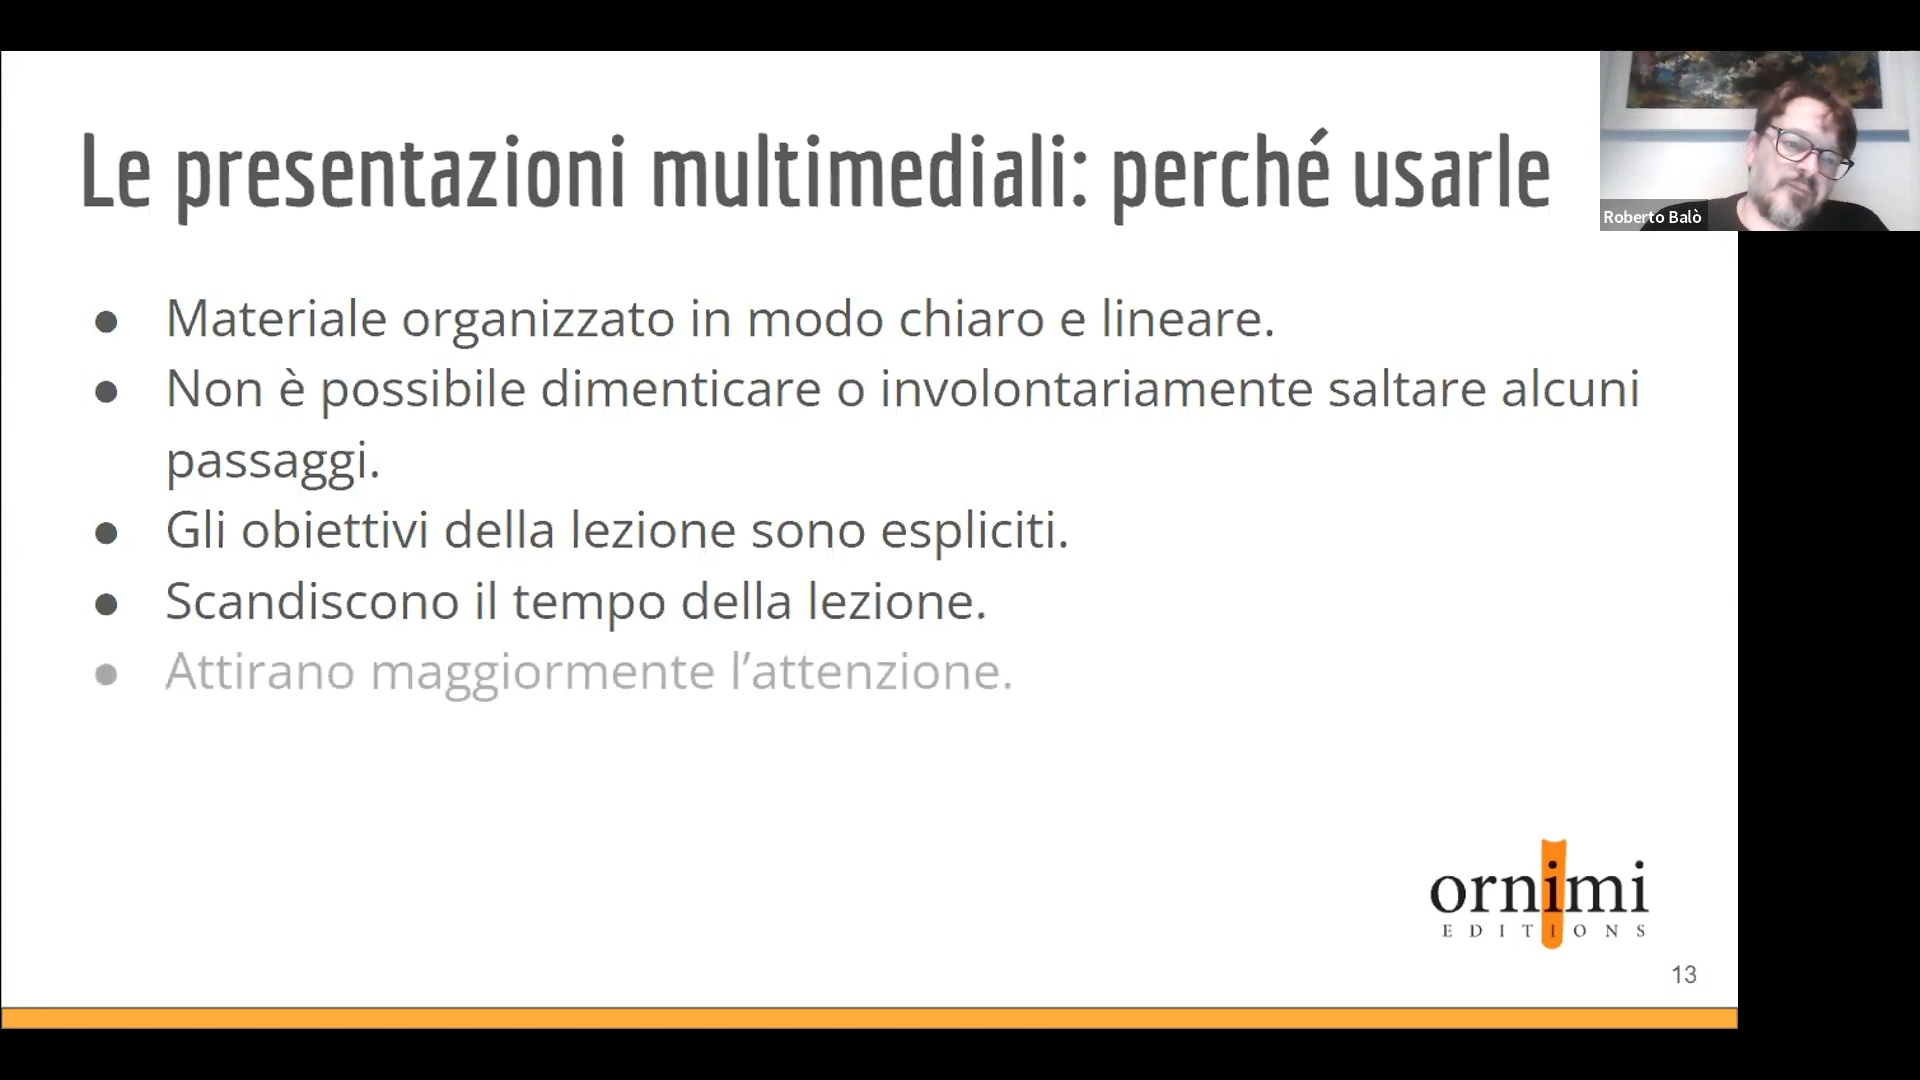 Le presentazioni multimediali: perché usarle
Roberto Balò
● Materiale organizzato in modo chiaro e lineare.
● Non è possibile dimenticare o involontariamente saltare alcuni
passaggi.
● Gli obiettivi della lezione sono espliciti.
● Scandiscono il tempo della lezione.
● Attirano maggiormente l’attenzione.
ornimi
EDITIONS
13